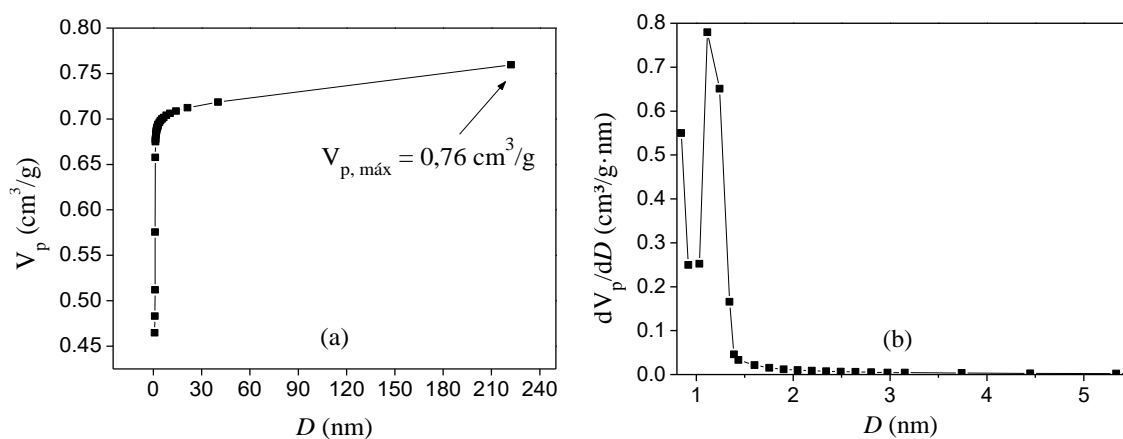 0.80
0.75
0.70
0.65
0.60
0.55
0.50
0.45
V_p (cm³/g)
V_p, máx = 0,76 cm³/g
(a)
0 30 60 90 120 150 180 210 240
D (nm)
0.8
0.7
0.6
0.5
0.4
0.3
0.2
0.1
0.0
dV_p/dD (cm³/g·nm)
(b)
1 2 3 4 5
D (nm)